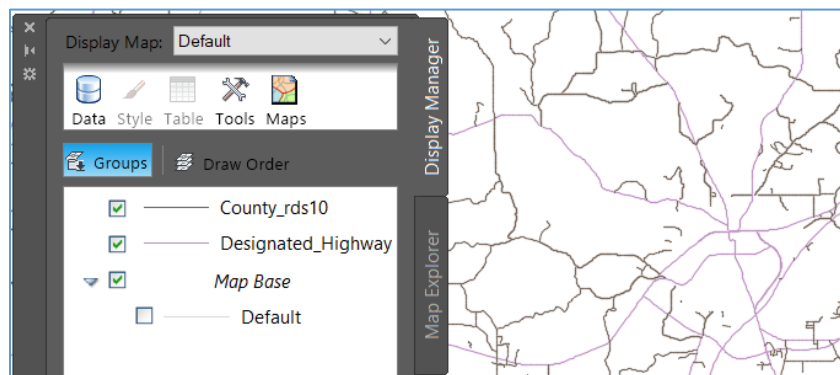 Display Map: Default
Data Style Table Tools Maps
Groups Draw Order
County_rds10
Designated_Highway
Map Base
Default
Display Manager
Map Explorer